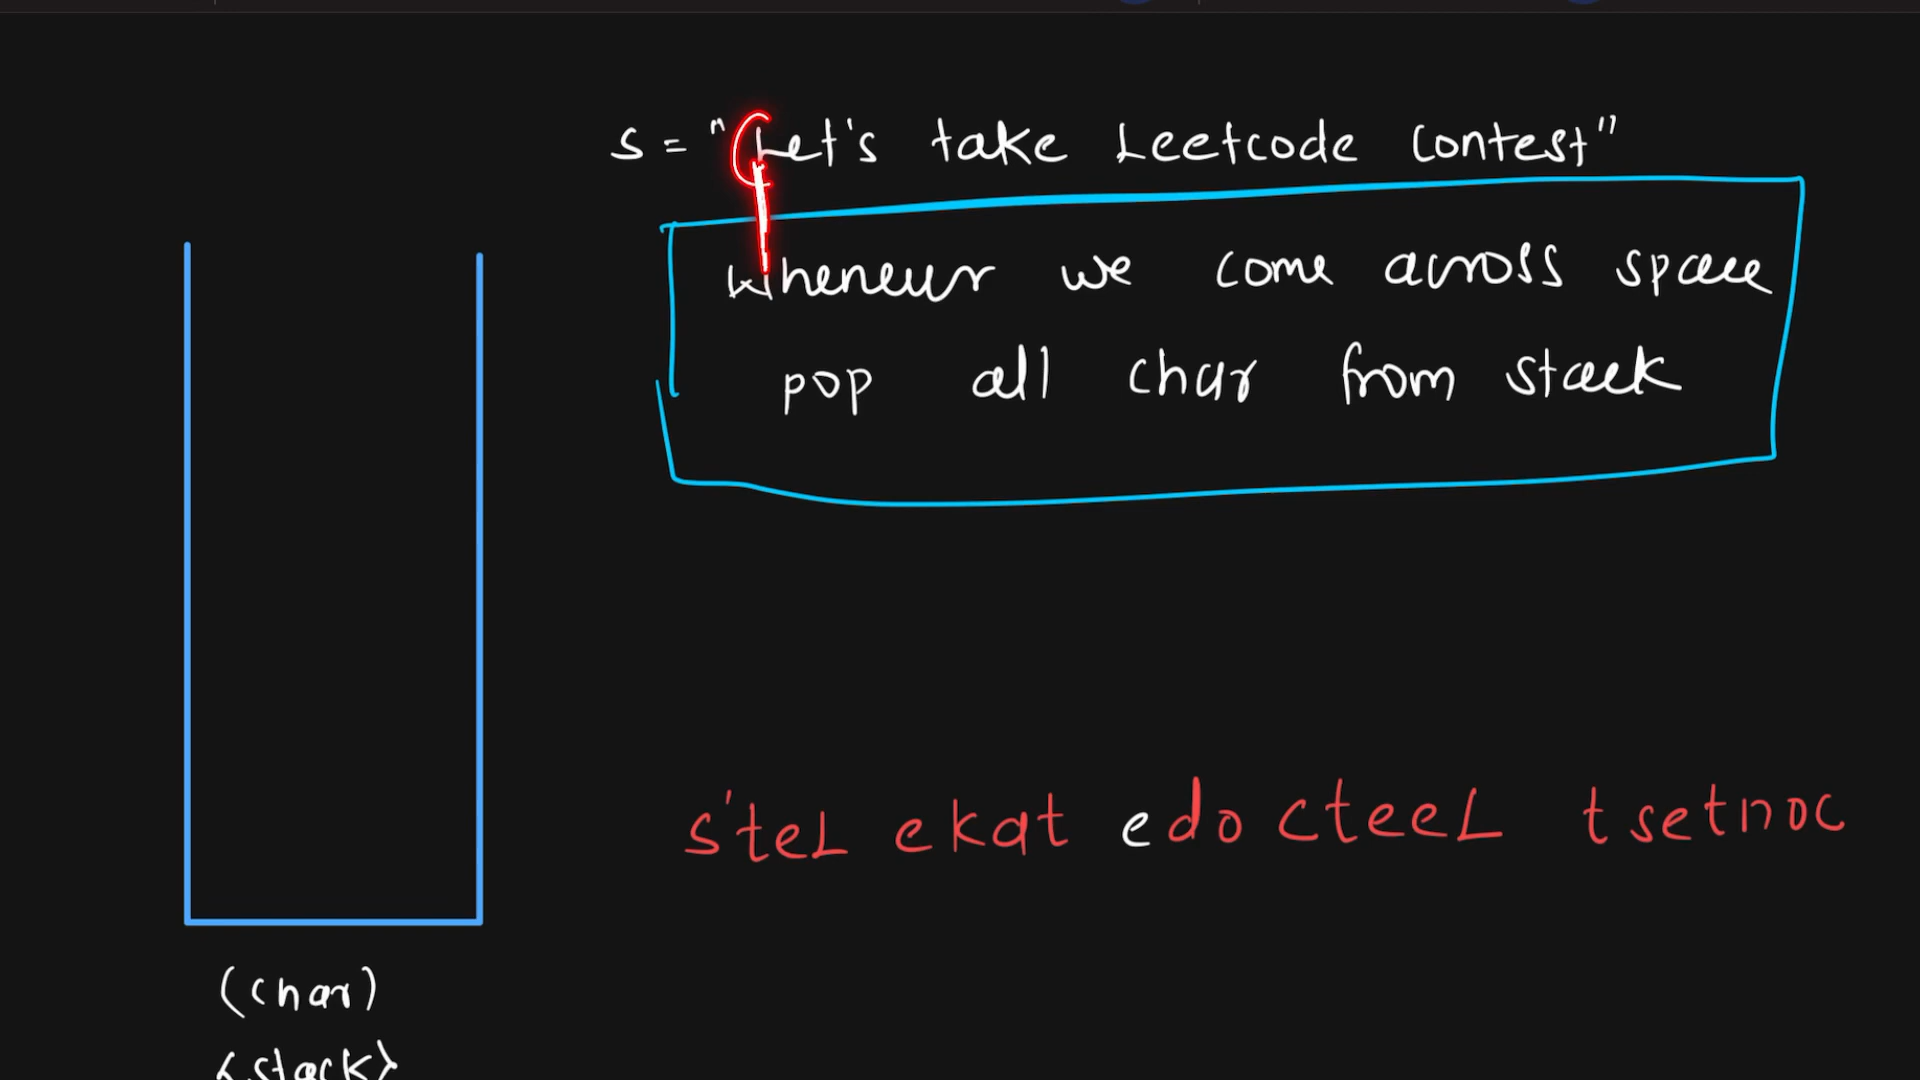 s = "Let's take Leetcode contest"
Whenever we come across space
pop all char from stack
s'teL ekat edocteeL tsetnoc
(char)
{stack}